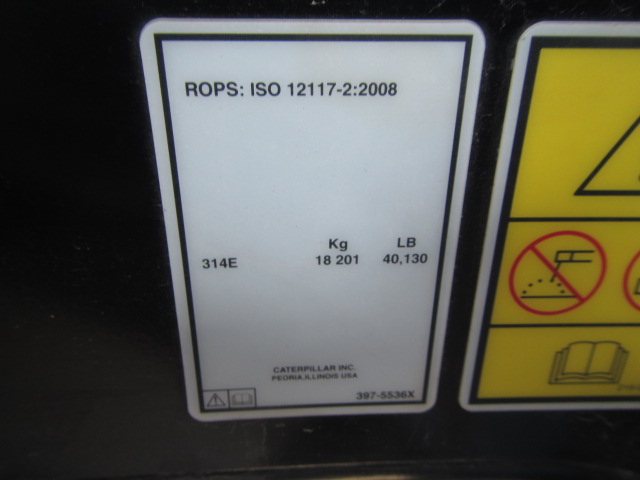 ROPS: ISO 12117-2:2008
Kg LB
314E 18 201 40,130
CATERPILLAR INC.
PEORIA,ILLINOIS USA
397-5536X